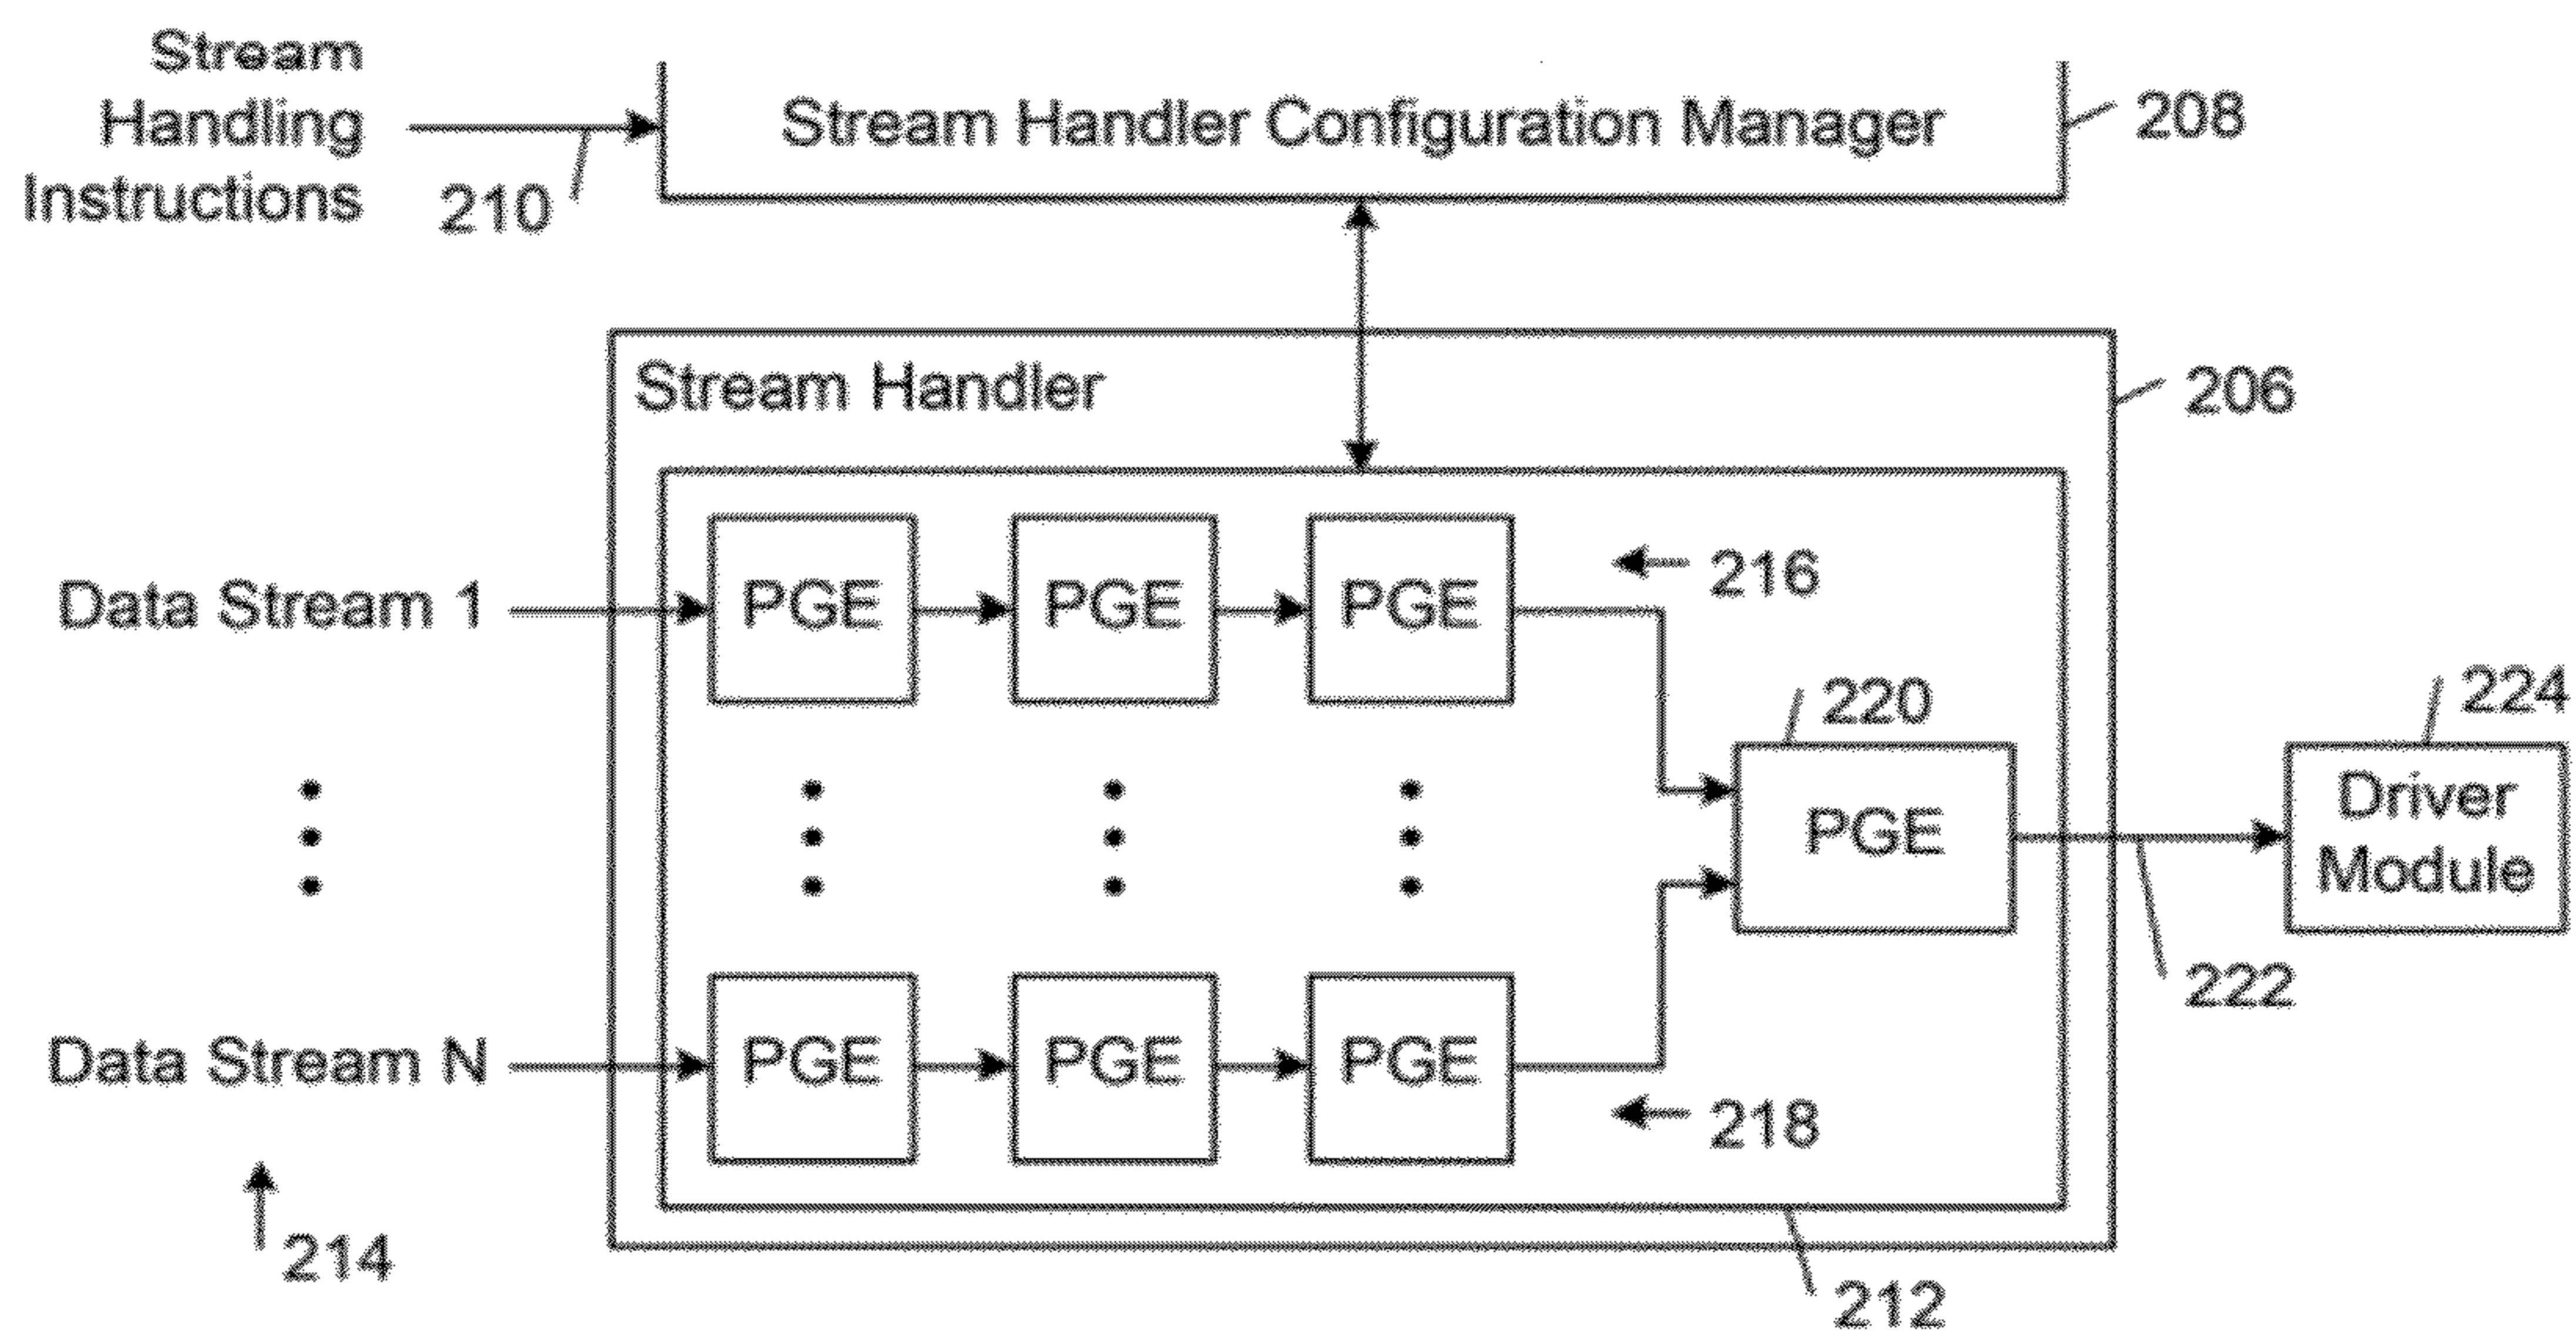 Stream
Handling
Instructions
210
Stream Handler Configuration Manager
208
Stream Handler
206
Data Stream 1
PGE
PGE
PGE
216
220
PGE
224
Driver
Module
222
Data Stream N
PGE
PGE
PGE
218
214
212